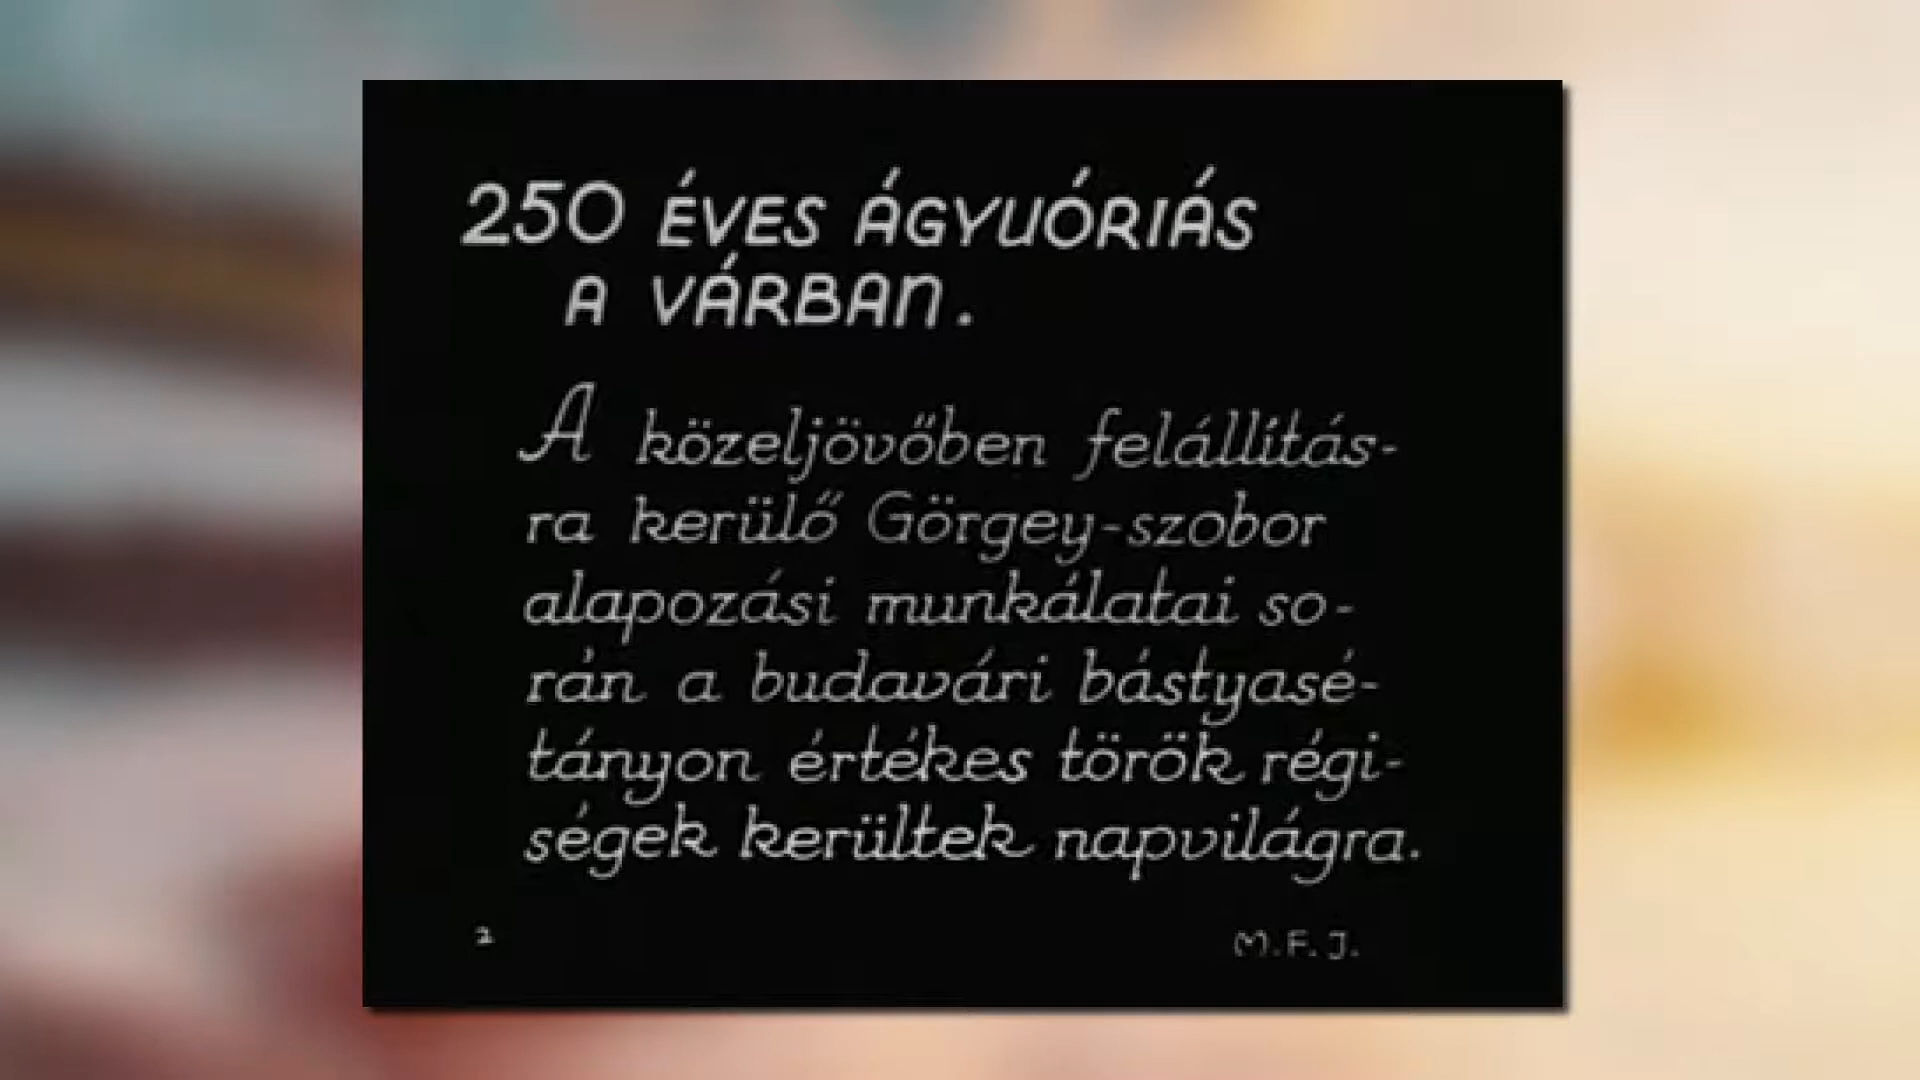 250 ÉVES ÁGYUÓRIÁS
A VÁRBAN.
A közeljövőben felállítás-
ra kerülő Görgey-szobor
alapozási munkálatai so-
rán a budavári bástyasé-
tányon értékes török régi-
ségek kerültek napvilágra.
2
M.F.J.